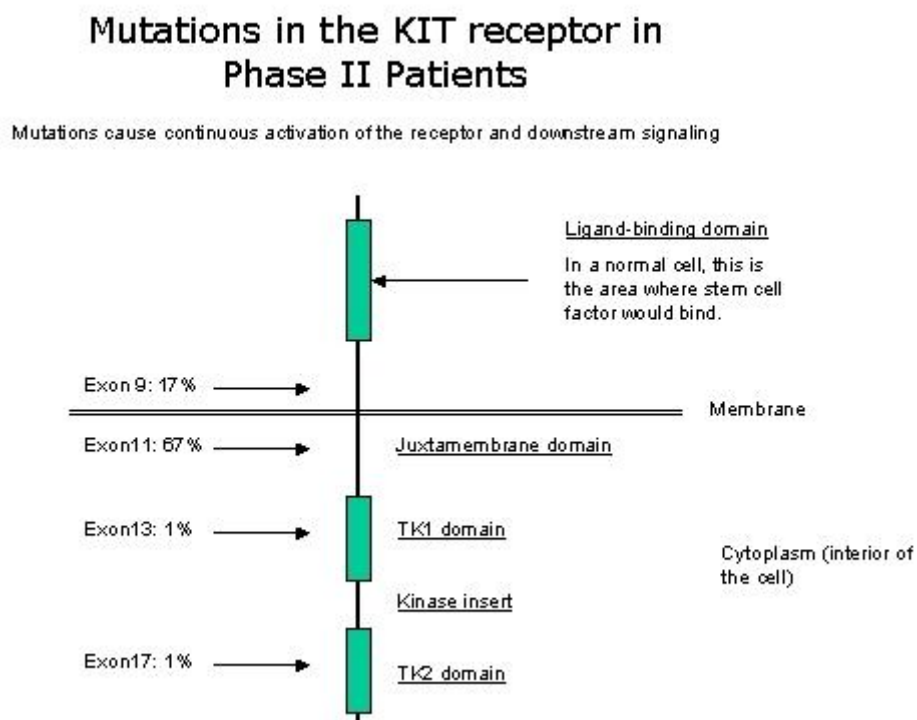 Mutations in the KIT receptor in
Phase II Patients
Mutations cause continuous activation of the receptor and downstream signaling
Ligand-binding domain
In a normal cell, this is
the area where stem cell
factor would bind.
Exon 9: 17%
Membrane
Exon11: 67%
Juxtamembrane domain
Exon13: 1%
TK1 domain
Cytoplasm (interior of
the cell)
Kinase insert
Exon17: 1%
TK2 domain